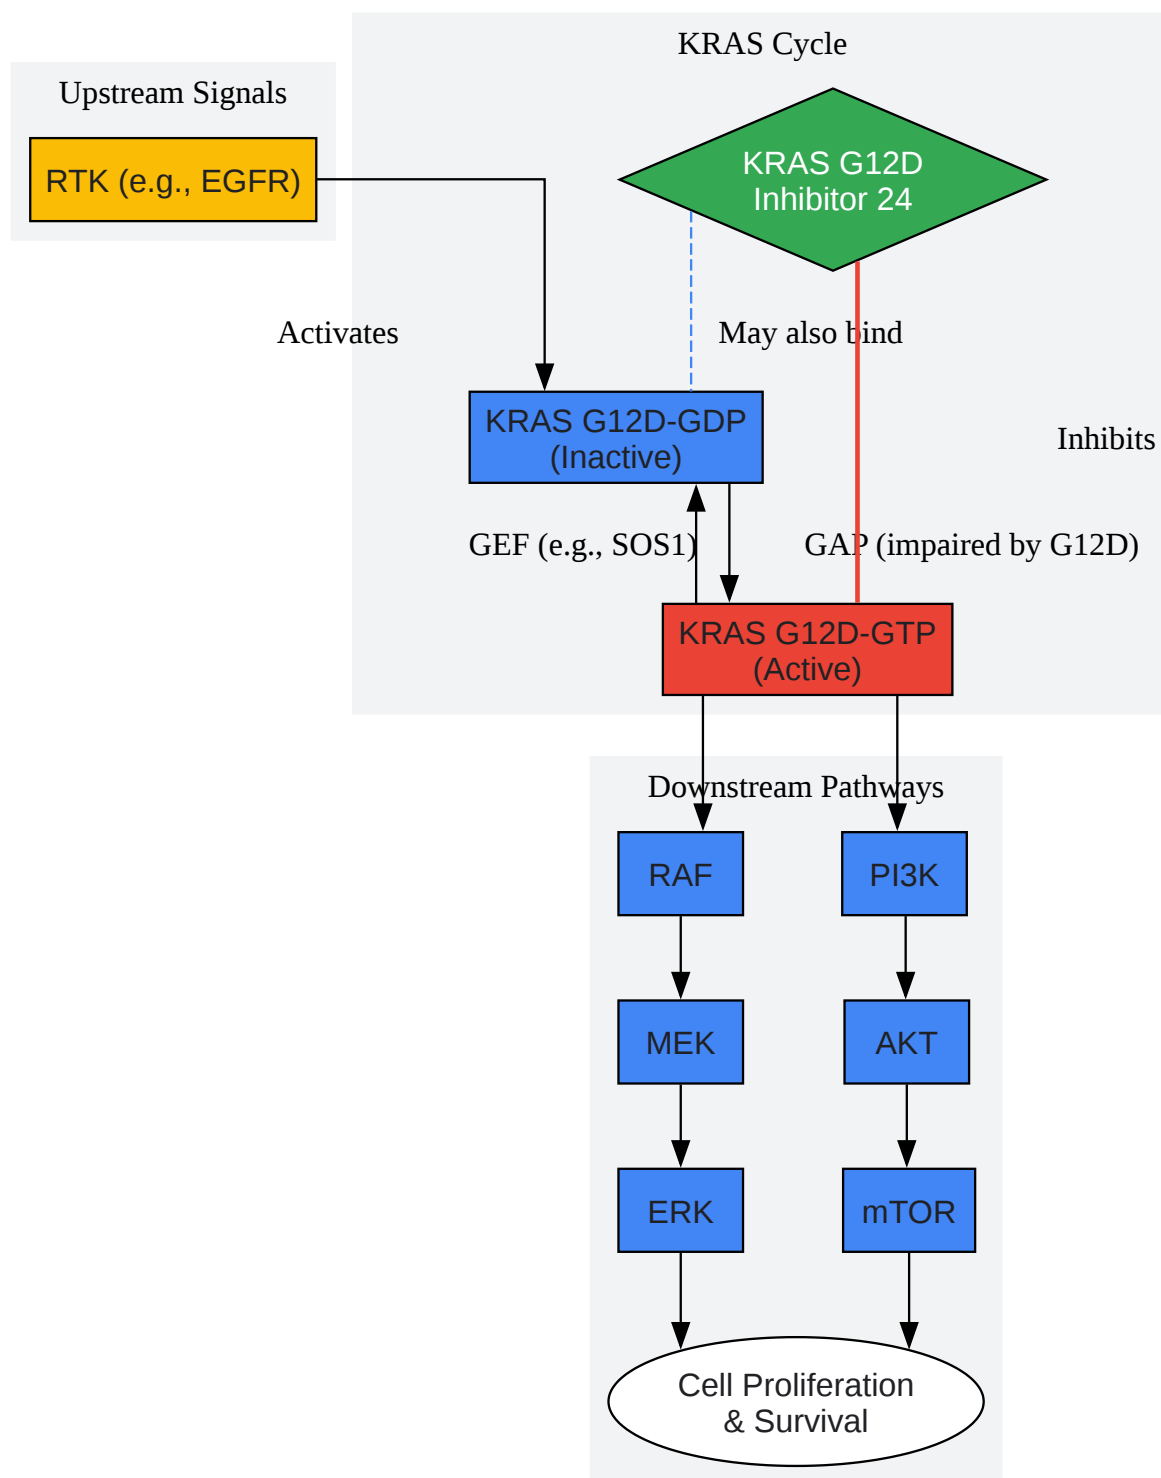 KRAS Cycle
Upstream Signals
RTK (e.g., EGFR)
KRAS G12D
Inhibitor 24
Activates
May also bind
KRAS G12D-GDP
(Inactive)
Inhibits
GEF (e.g., SOS1)
GAP (impaired by G12D)
KRAS G12D-GTP
(Active)
Downstream Pathways
RAF
PI3K
MEK
AKT
ERK
mTOR
Cell Proliferation
& Survival